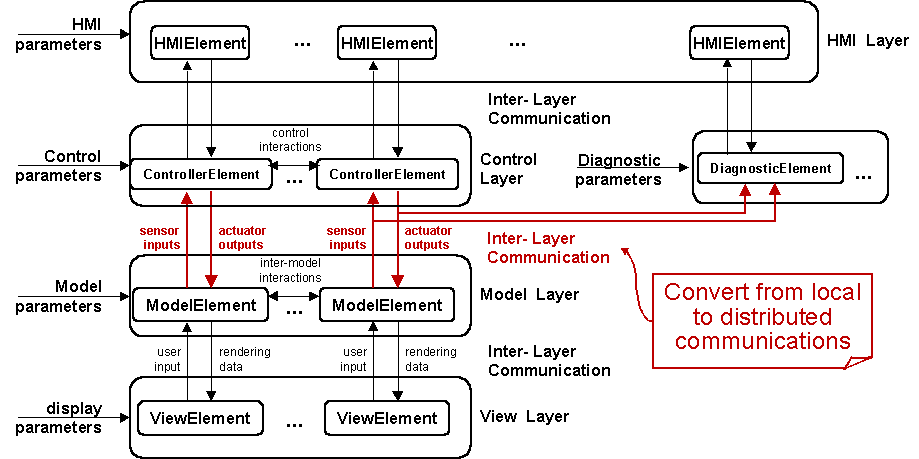 HMI
parameters
HMIElement
...
HMIElement
...
HMIElement
HMI Layer
Inter- Layer
Communication
Control
parameters
control
interactions
ControllerElement
...
ControllerElement
Control
Layer
Diagnostic
parameters
DiagnosticElement
...
sensor
inputs
actuator
outputs
sensor
inputs
actuator
outputs
Inter- Layer
Communication
Convert from local
to distributed
communications
Model
parameters
inter-model
interactions
ModelElement
...
ModelElement
Model Layer
user
input
rendering
data
user
input
rendering
data
Inter- Layer
Communication
display
parameters
ViewElement
...
ViewElement
View Layer